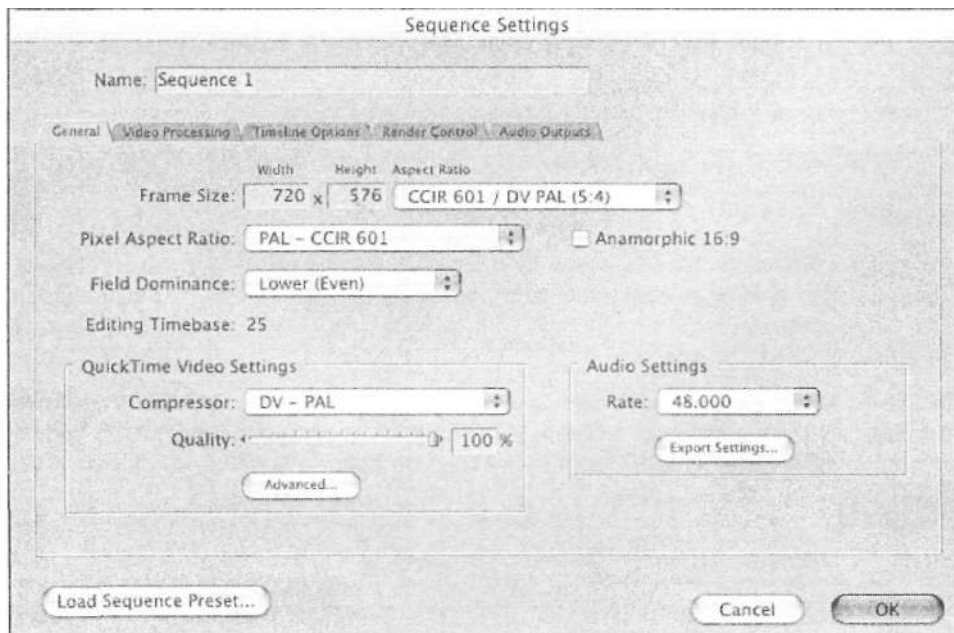 Sequence Settings
Name: Sequence 1
General Video Processing Timeline Options Render Control Audio Outputs
Width Height Aspect Ratio
Frame Size: 720 x 576 CCIR 601 / DV PAL (5:4)
Pixel Aspect Ratio: PAL – CCIR 601 Anamorphic 16:9
Field Dominance: Lower (Even)
Editing Timebase: 25
QuickTime Video Settings
Compressor: DV – PAL
Quality: 100 %
Advanced...
Audio Settings
Rate: 48.000
Export Settings...
Load Sequence Preset...
Cancel OK